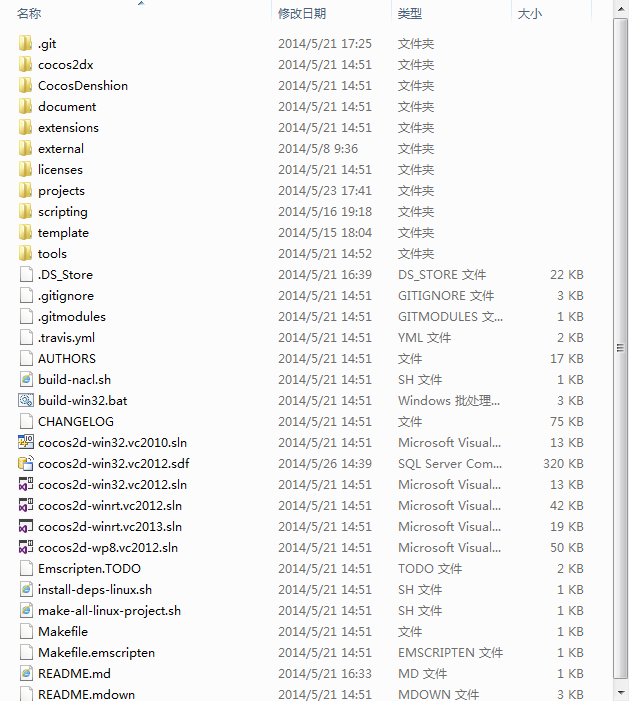 名称 修改日期 类型 大小
.git 2014/5/21 17:25 文件夹
cocos2dx 2014/5/21 14:51 文件夹
CocosDenshion 2014/5/21 14:51 文件夹
document 2014/5/21 14:51 文件夹
extensions 2014/5/21 14:51 文件夹
external 2014/5/8 9:36 文件夹
licenses 2014/5/21 14:51 文件夹
projects 2014/5/23 17:41 文件夹
scripting 2014/5/16 19:18 文件夹
template 2014/5/15 18:04 文件夹
tools 2014/5/21 14:52 文件夹
.DS_Store 2014/5/21 16:39 DS_STORE 文件 22 KB
.gitignore 2014/5/21 14:51 GITIGNORE 文件 3 KB
.gitmodules 2014/5/21 14:51 GITMODULES 文... 1 KB
.travis.yml 2014/5/21 14:51 YML 文件 2 KB
AUTHORS 2014/5/21 14:51 文件 17 KB
build-nacl.sh 2014/5/21 14:51 SH 文件 1 KB
build-win32.bat 2014/5/21 14:51 Windows 批处理... 3 KB
CHANGELOG 2014/5/21 14:51 文件 75 KB
cocos2d-win32.vc2010.sln 2014/5/21 14:51 Microsoft Visual... 13 KB
cocos2d-win32.vc2012.sdf 2014/5/26 14:39 SQL Server Com... 320 KB
cocos2d-win32.vc2012.sln 2014/5/21 14:51 Microsoft Visual... 13 KB
cocos2d-winrt.vc2012.sln 2014/5/21 14:51 Microsoft Visual... 42 KB
cocos2d-winrt.vc2013.sln 2014/5/21 14:51 Microsoft Visual... 19 KB
cocos2d-wp8.vc2012.sln 2014/5/21 14:51 Microsoft Visual... 50 KB
Emscripten.TODO 2014/5/21 14:51 TODO 文件 2 KB
install-deps-linux.sh 2014/5/21 14:51 SH 文件 1 KB
make-all-linux-project.sh 2014/5/21 14:51 SH 文件 1 KB
Makefile 2014/5/21 14:51 文件 1 KB
Makefile.emscripten 2014/5/21 14:51 EMSCRIPTEN 文件 1 KB
README.md 2014/5/21 16:33 MD 文件 1 KB
README.mdown 2014/5/21 14:51 MDOWN 文件 3 KB